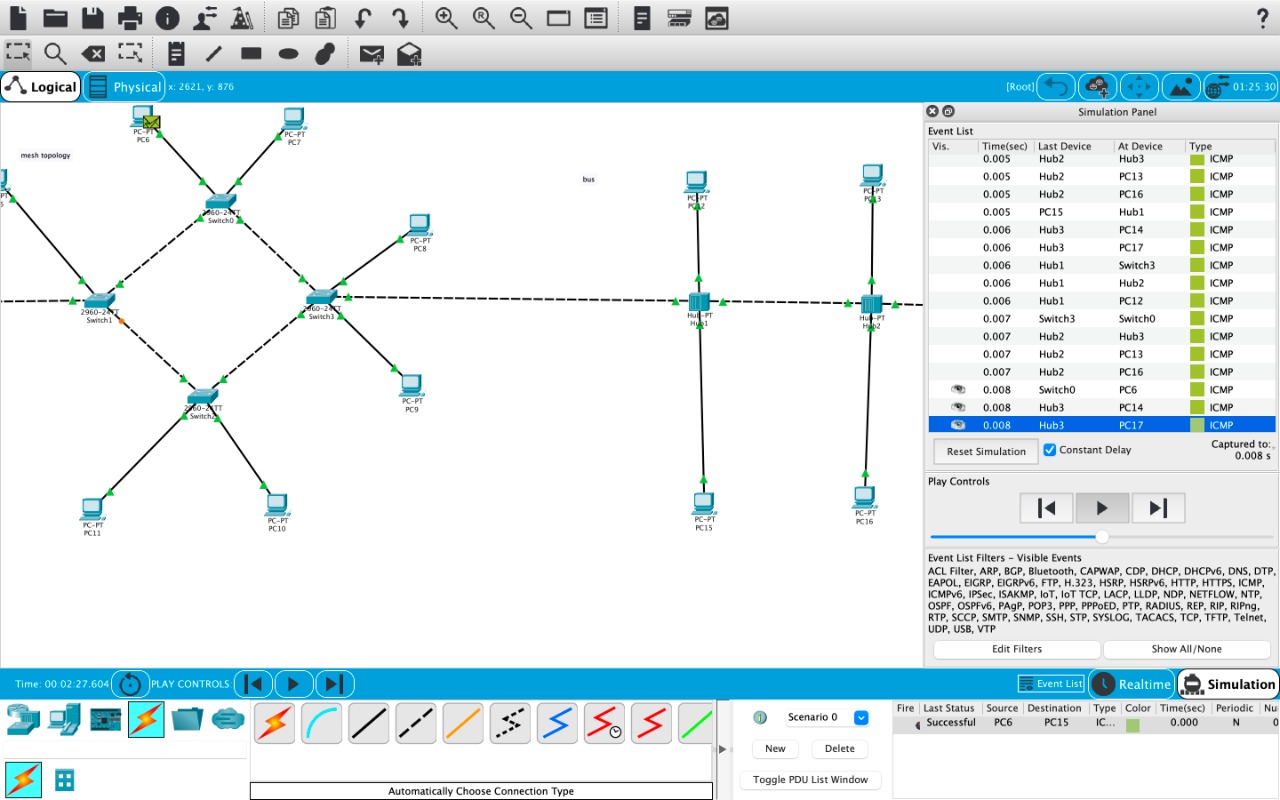 Logical
Physical
x: 2621, y: 876
[Root]
01:25:30
PC-PT
PC6
PC-PT
PC7
mesh topology
2960-24TT
Switch0
PC-PT
PC8
2960-24TT
Switch1
2960-24TT
Switch3
PC-PT
PC9
2960-24TT
Switch2
PC-PT
PC11
PC-PT
PC10
bus
PC-PT
PC12
PC-PT
PC13
Hub-PT
Hub1
Hub-PT
Hub2
PC-PT
PC15
PC-PT
PC16
Simulation Panel
Event List
Vis. Time(sec) Last Device At Device Type
0.005 Hub2 Hub3 ICMP
0.005 Hub2 PC13 ICMP
0.005 Hub2 PC16 ICMP
0.005 PC15 Hub1 ICMP
0.006 Hub3 PC14 ICMP
0.006 Hub3 PC17 ICMP
0.006 Hub1 Switch3 ICMP
0.006 Hub1 Hub2 ICMP
0.006 Hub1 PC12 ICMP
0.007 Switch3 Switch0 ICMP
0.007 Hub2 Hub3 ICMP
0.007 Hub2 PC13 ICMP
0.007 Hub2 PC16 ICMP
0.008 Switch0 PC6 ICMP
0.008 Hub3 PC14 ICMP
0.008 Hub3 PC17 ICMP
Reset Simulation
Constant Delay
Captured to:
0.008 s
Play Controls
Event List Filters - Visible Events
ACL Filter, ARP, BGP, Bluetooth, CAPWAP, CDP, DHCP, DHCPv6, DNS, DTP,
EAPOL, EIGRP, EIGRPv6, FTP, H.323, HSRP, HSRPv6, HTTP, HTTPS, ICMP,
ICMPv6, IPSec, ISAKMP, IoT, IoT TCP, LACP, LLDP, NDP, NETFLOW, NTP,
OSPF, OSPFv6, PAgP, POP3, PPP, PPPoED, PTP, RADIUS, REP, RIP, RIPng,
RTP, SCCP, SMTP, SNMP, SSH, STP, SYSLOG, TACACS, TCP, TFTP, Telnet,
UDP, USB, VTP
Edit Filters
Show All/None
Time: 00:02:27.604
PLAY CONTROLS:
Event List
Realtime
Simulation
Automatically Choose Connection Type
Scenario 0
New
Delete
Toggle PDU List Window
Fire Last Status Source Destination Type Color Time(sec) Periodic Nu
Successful PC6 PC15 IC... 0.000 N 0